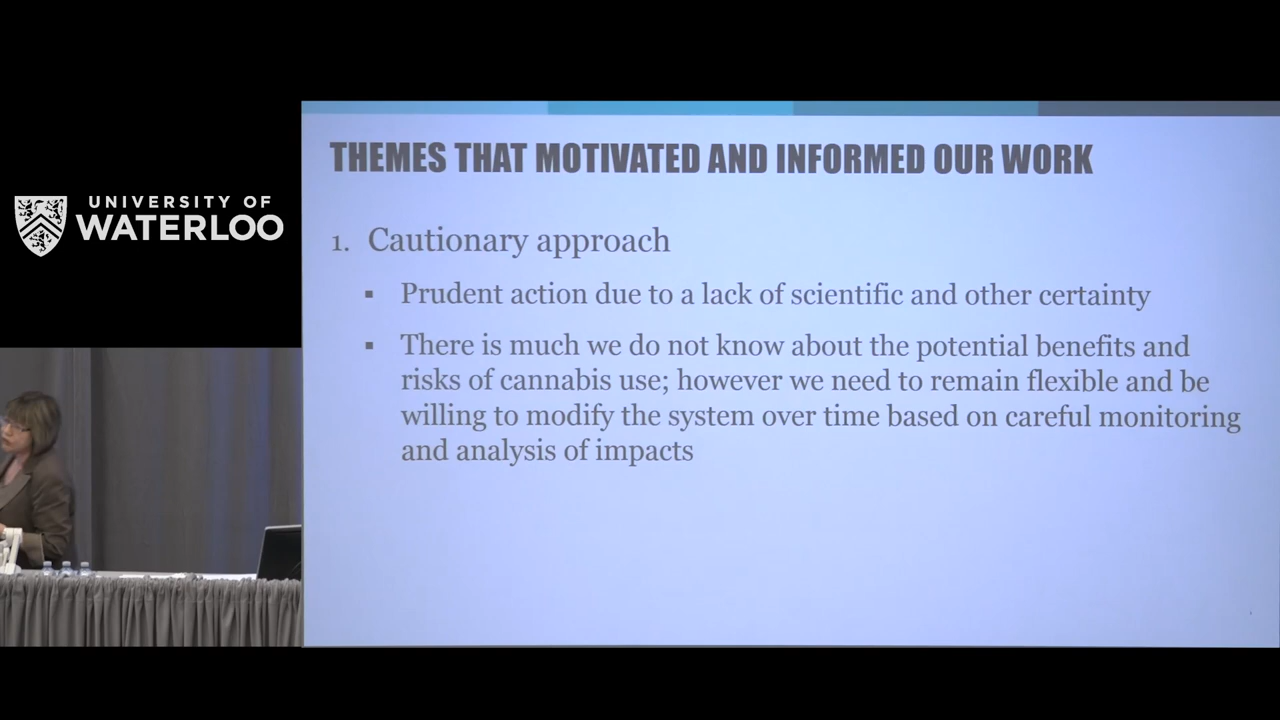 UNIVERSITY OF
WATERLOO
THEMES THAT MOTIVATED AND INFORMED OUR WORK
1. Cautionary approach
▪ Prudent action due to a lack of scientific and other certainty
▪ There is much we do not know about the potential benefits and
risks of cannabis use; however we need to remain flexible and be
willing to modify the system over time based on careful monitoring
and analysis of impacts